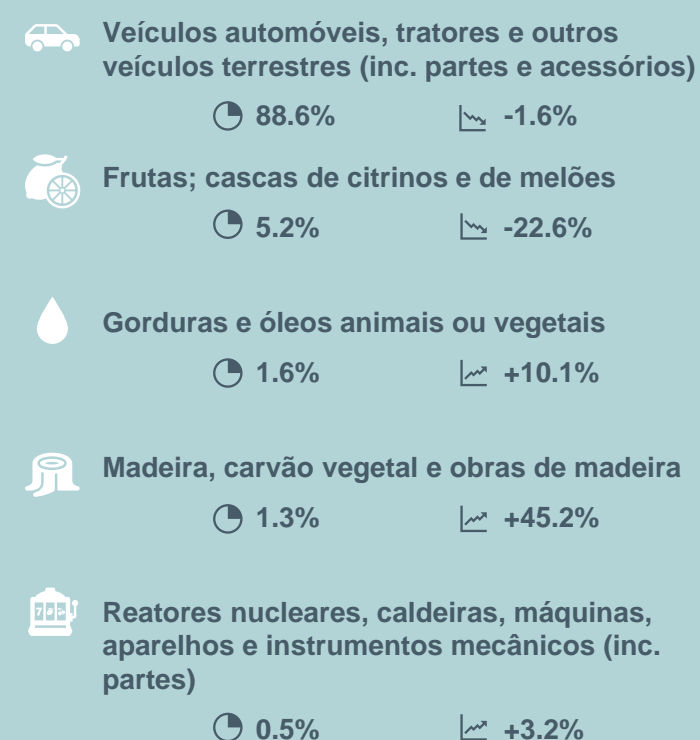 Veículos automóveis, tratores e outros
veículos terrestres (inc. partes e acessórios)
88.6% -1.6%
Frutas; cascas de citrinos e de melões
5.2% -22.6%
Gorduras e óleos animais ou vegetais
1.6% +10.1%
Madeira, carvão vegetal e obras de madeira
1.3% +45.2%
Reatores nucleares, caldeiras, máquinas,
aparelhos e instrumentos mecânicos (inc.
partes)
0.5% +3.2%